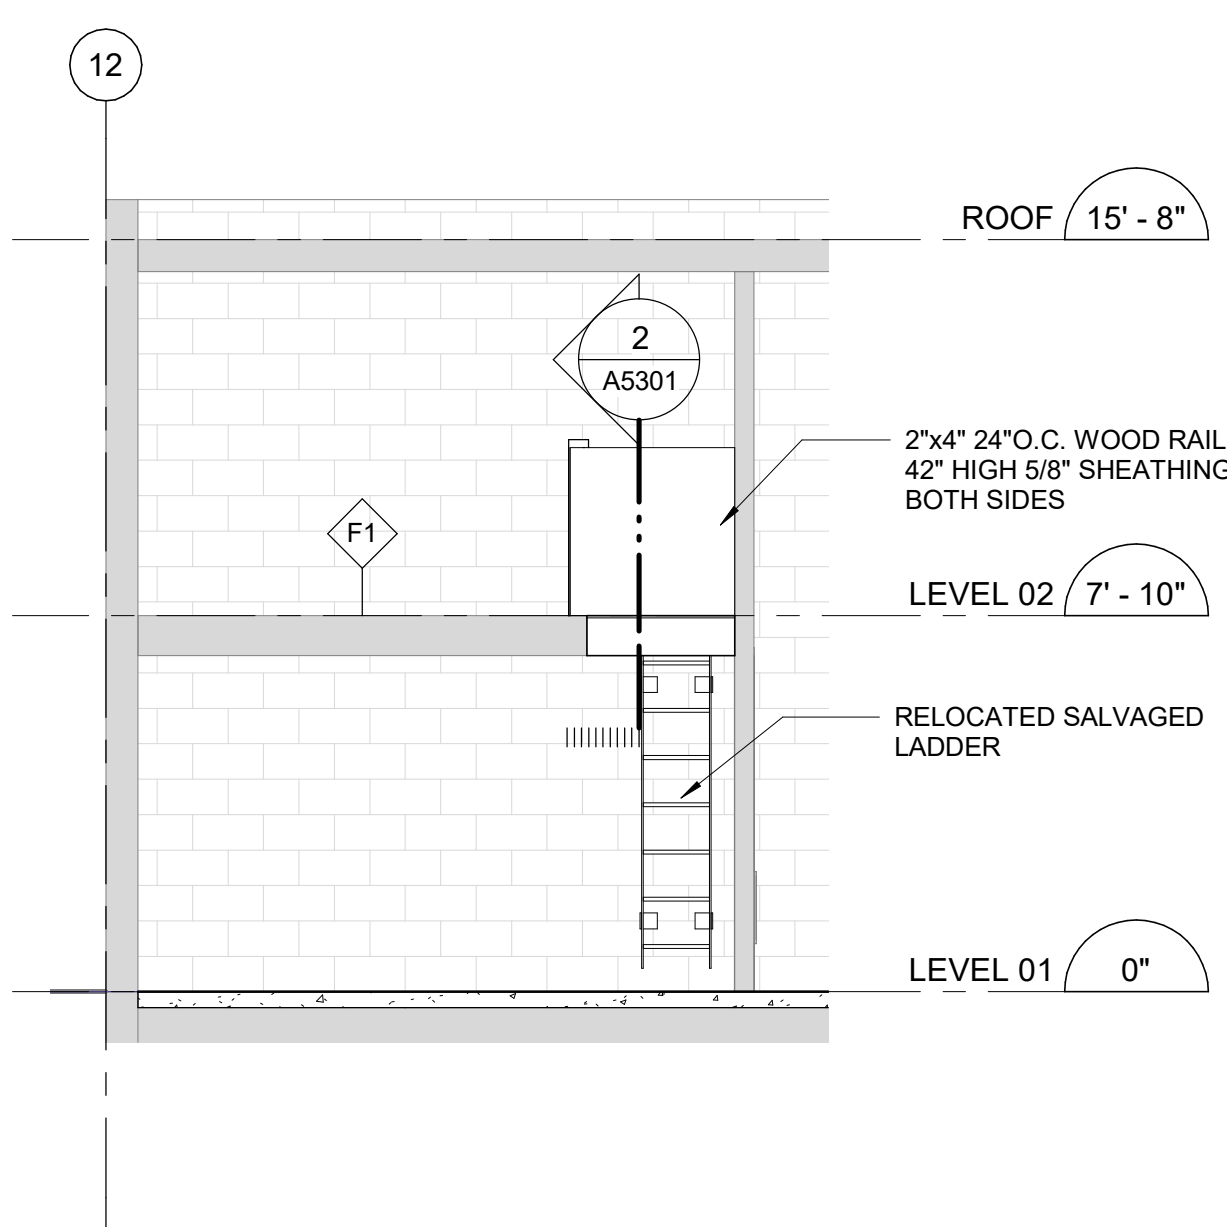 12
ROOF 15' - 8"
2
A5301
2"x4" 24"O.C. WOOD RAIL
42" HIGH 5/8" SHEATHING
BOTH SIDES
F1
LEVEL 02 7' - 10"
RELOCATED SALVAGED
LADDER
LEVEL 01 0"